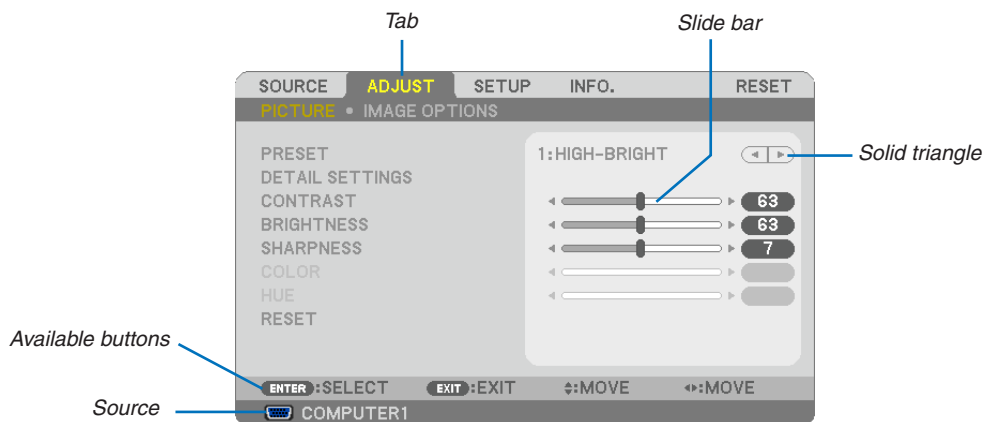 Tab
Slide bar
SOURCE ADJUST SETUP INFO. RESET
PICTURE • IMAGE OPTIONS
PRESET 1:HIGH-BRIGHT ◀ ▶ Solid triangle
DETAIL SETTINGS
CONTRAST 63
BRIGHTNESS 63
SHARPNESS 7
COLOR
HUE
RESET
Available buttons
ENTER :SELECT EXIT :EXIT :MOVE :MOVE
Source COMPUTER1